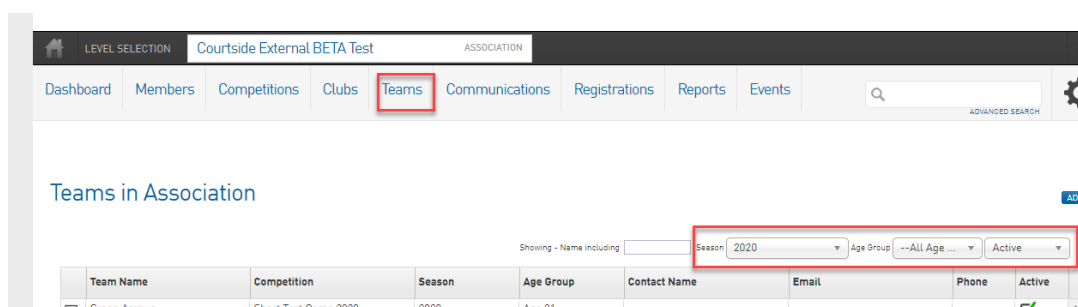 LEVEL SELECTION Courtside External BETA Test ASSOCIATION
Dashboard Members Competitions Clubs Teams Communications Registrations Reports Events
ADVANCED SEARCH
Teams in Association
AD
Showing - Name including Season 2020 Age Group --All Age ... Active
Team Name Competition Season Age Group Contact Name Email Phone Active